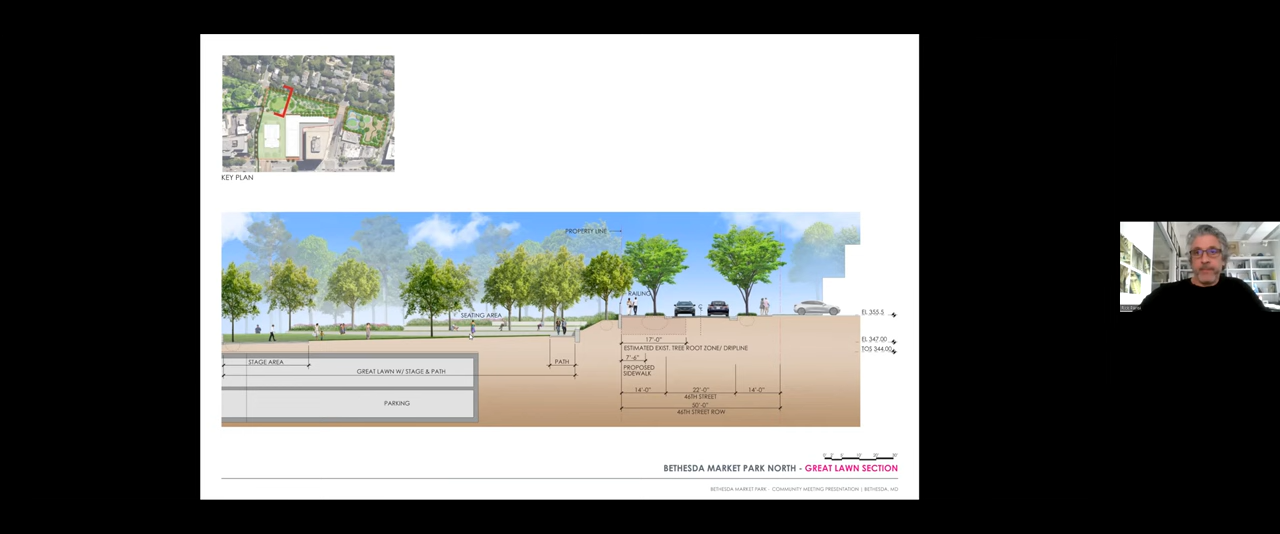 KEY PLAN
PROPERTY LINE
RAILING
SEATING AREA
EL 355.5
EL 347.00
TOS 344.00
17'-0"
ESTIMATED EXIST. TREE ROOT ZONE/ DRIPLINE
7'-6"
PROPOSED
SIDEWALK
STAGE AREA
PATH
GREAT LAWN W/ STAGE & PATH
PARKING
14'-0"
22'-0"
14'-0"
46TH STREET
50'-0"
46TH STREET ROW
BETHESDA MARKET PARK NORTH - GREAT LAWN SECTION
BETHESDA MARKET PARK - COMMUNITY MEETING PRESENTATION | BETHESDA, MD